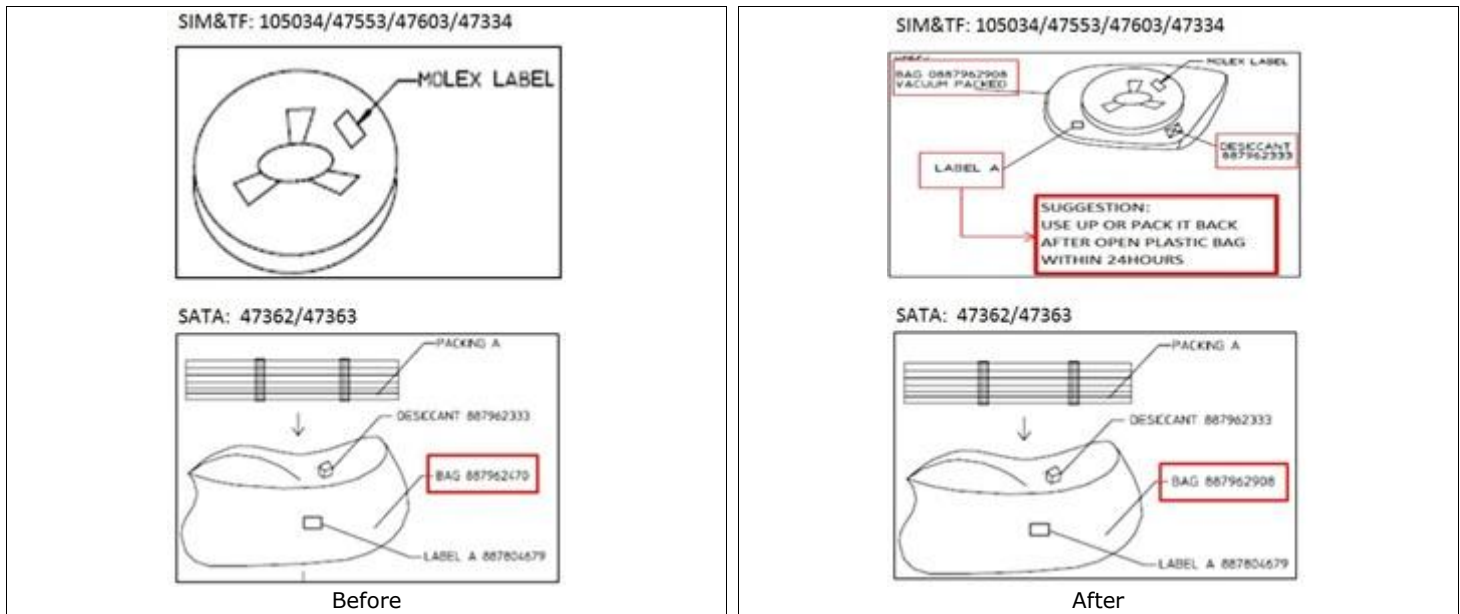 SIM&TF: 105034/47553/47603/47334
MOLEX LABEL
SATA: 47362/47363
PACKING A
DESICCANT 887962333
BAG 887962470
LABEL A 887804679
Before
SIM&TF: 105034/47553/47603/47334
MOLEX LABEL
BAG 0887962908
VACUUM PACKED
DESICCANT
887962333
LABEL A
SUGGESTION:
USE UP OR PACK IT BACK
AFTER OPEN PLASTIC BAG
WITHIN 24HOURS
SATA: 47362/47363
PACKING A
DESICCANT 887962333
BAG 887962908
LABEL A 887804679
After